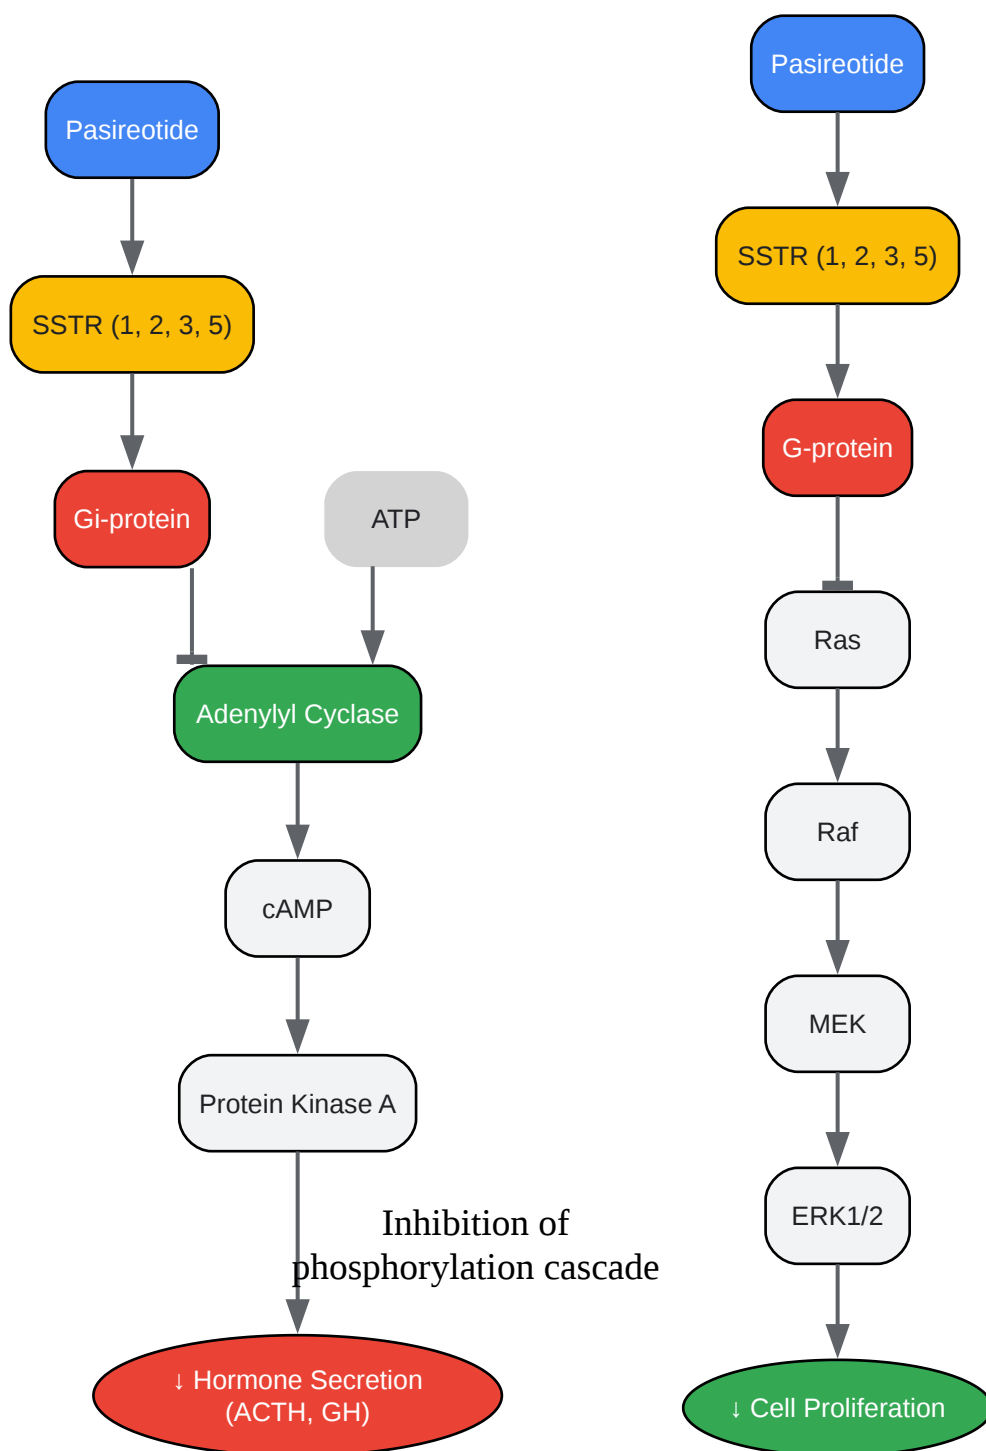 Pasireotide
SSTR (1, 2, 3, 5)
Gi-protein
ATP
Adenylyl Cyclase
cAMP
Protein Kinase A
Inhibition of
phosphorylation cascade
↓ Hormone Secretion
(ACTH, GH)
Pasireotide
SSTR (1, 2, 3, 5)
G-protein
Ras
Raf
MEK
ERK1/2
↓ Cell Proliferation